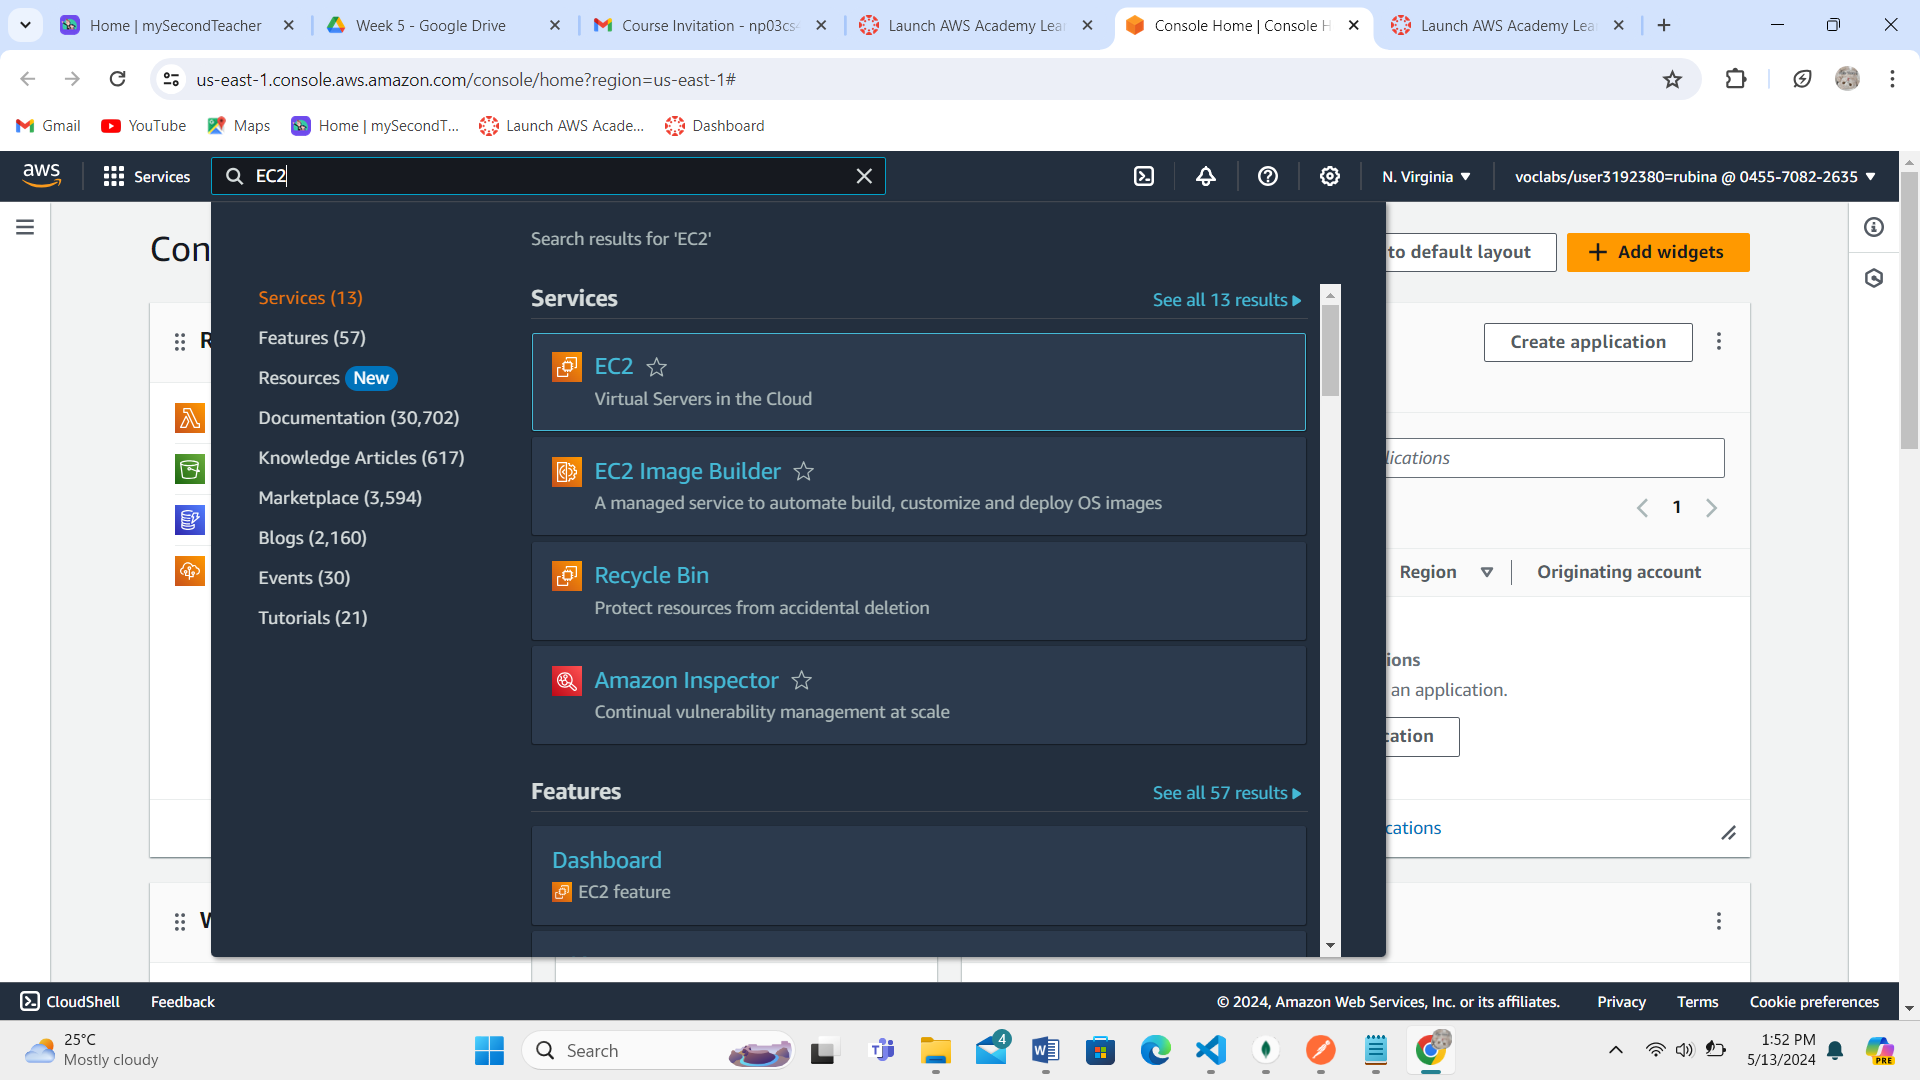 Home | mySecondTeacher
Week 5 - Google Drive
Course Invitation - np03cs4
Launch AWS Academy Lea
Console Home | Console H
Launch AWS Academy Lea
us-east-1.console.aws.amazon.com/console/home?region=us-east-1#
Gmail
YouTube
Maps
Home | mySecondT...
Launch AWS Acade...
Dashboard
aws
Services
EC2
N. Virginia
voclabs/user3192380=rubina @ 0455-7082-2635
Con
Search results for 'EC2'
to default layout
Add widgets
Services (13)
Features (57)
Resources New
Documentation (30,702)
Knowledge Articles (617)
Marketplace (3,594)
Blogs (2,160)
Events (30)
Tutorials (21)
Services
See all 13 results
EC2
Virtual Servers in the Cloud
EC2 Image Builder
A managed service to automate build, customize and deploy OS images
Recycle Bin
Protect resources from accidental deletion
Amazon Inspector
Continual vulnerability management at scale
Features
See all 57 results
Dashboard
EC2 feature
R
W
Create application
lications
1
Region
Originating account
ions
an application.
cation
cations
CloudShell
Feedback
© 2024, Amazon Web Services, Inc. or its affiliates.
Privacy
Terms
Cookie preferences
25°C
Mostly cloudy
Search
4
1:52 PM
5/13/2024
PRE